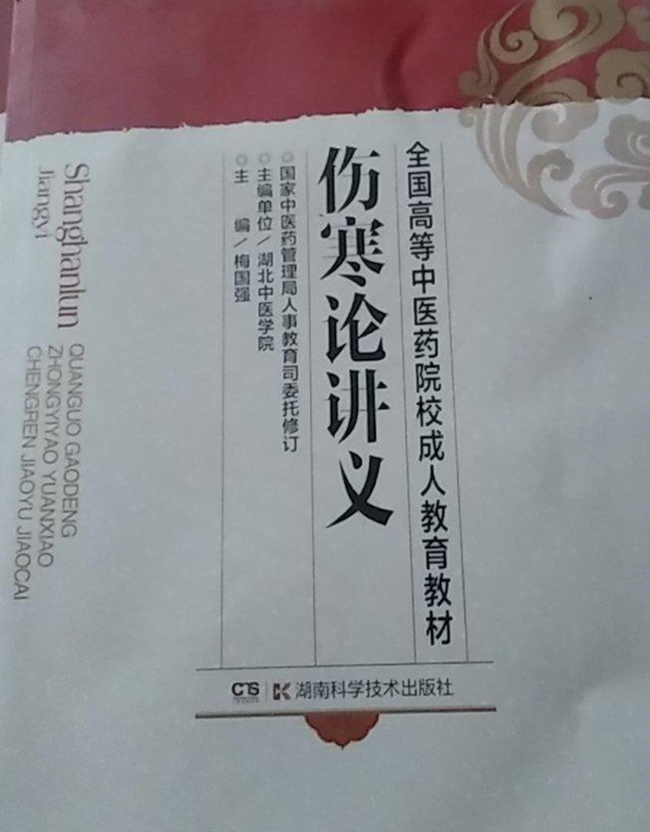 全国高等中医药院校成人教育教材
伤寒论讲义
国家中医药管理局人事教育司委托修订
主编单位/湖北中医学院
主 编/梅国强
Shanghanlun
Jiangyi
QUANGUO GAODENG
ZHONGYIYAO YUANXIAO
CHENGREN JIAOYU JIAOCAI
湖南科学技术出版社